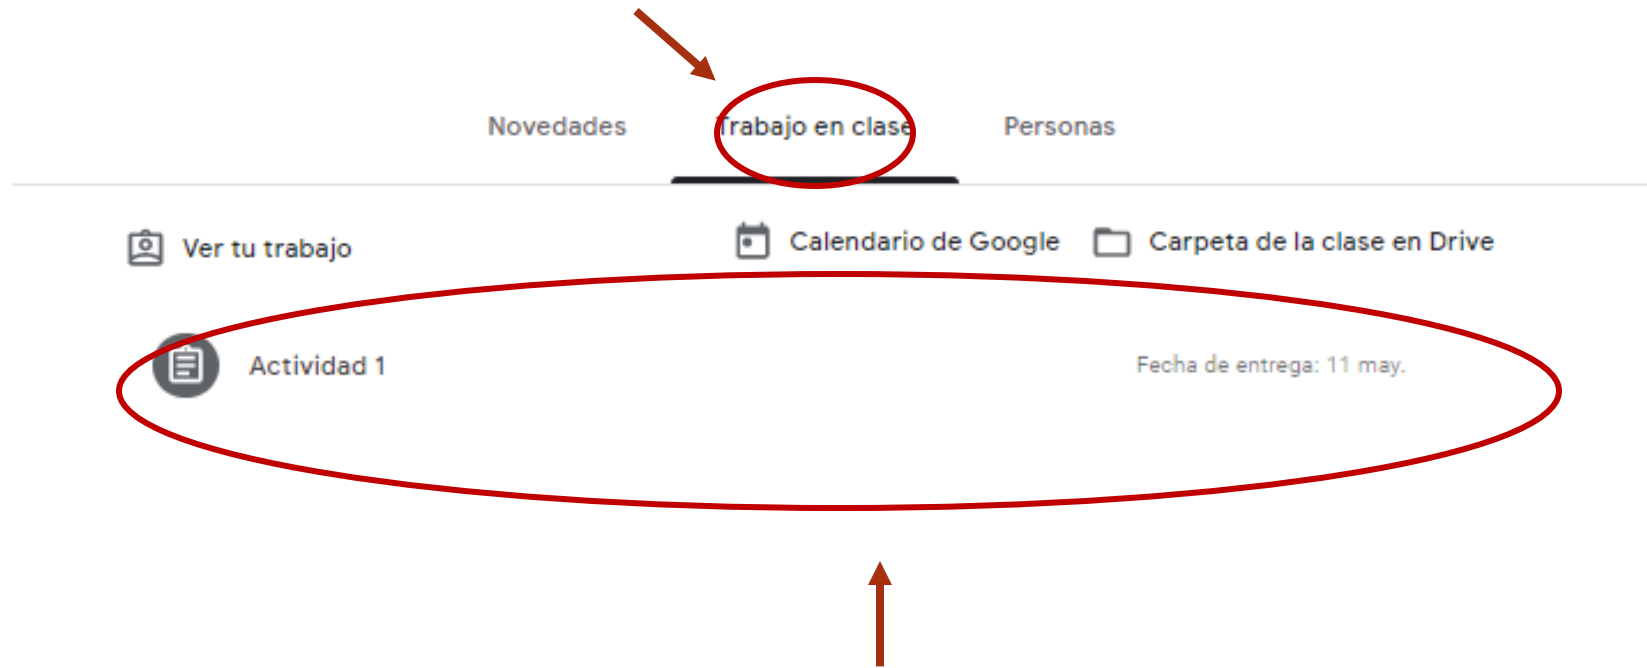 Novedades Trabajo en clase Personas
Ver tu trabajo Calendario de Google Carpeta de la clase en Drive
Actividad 1 Fecha de entrega: 11 may.